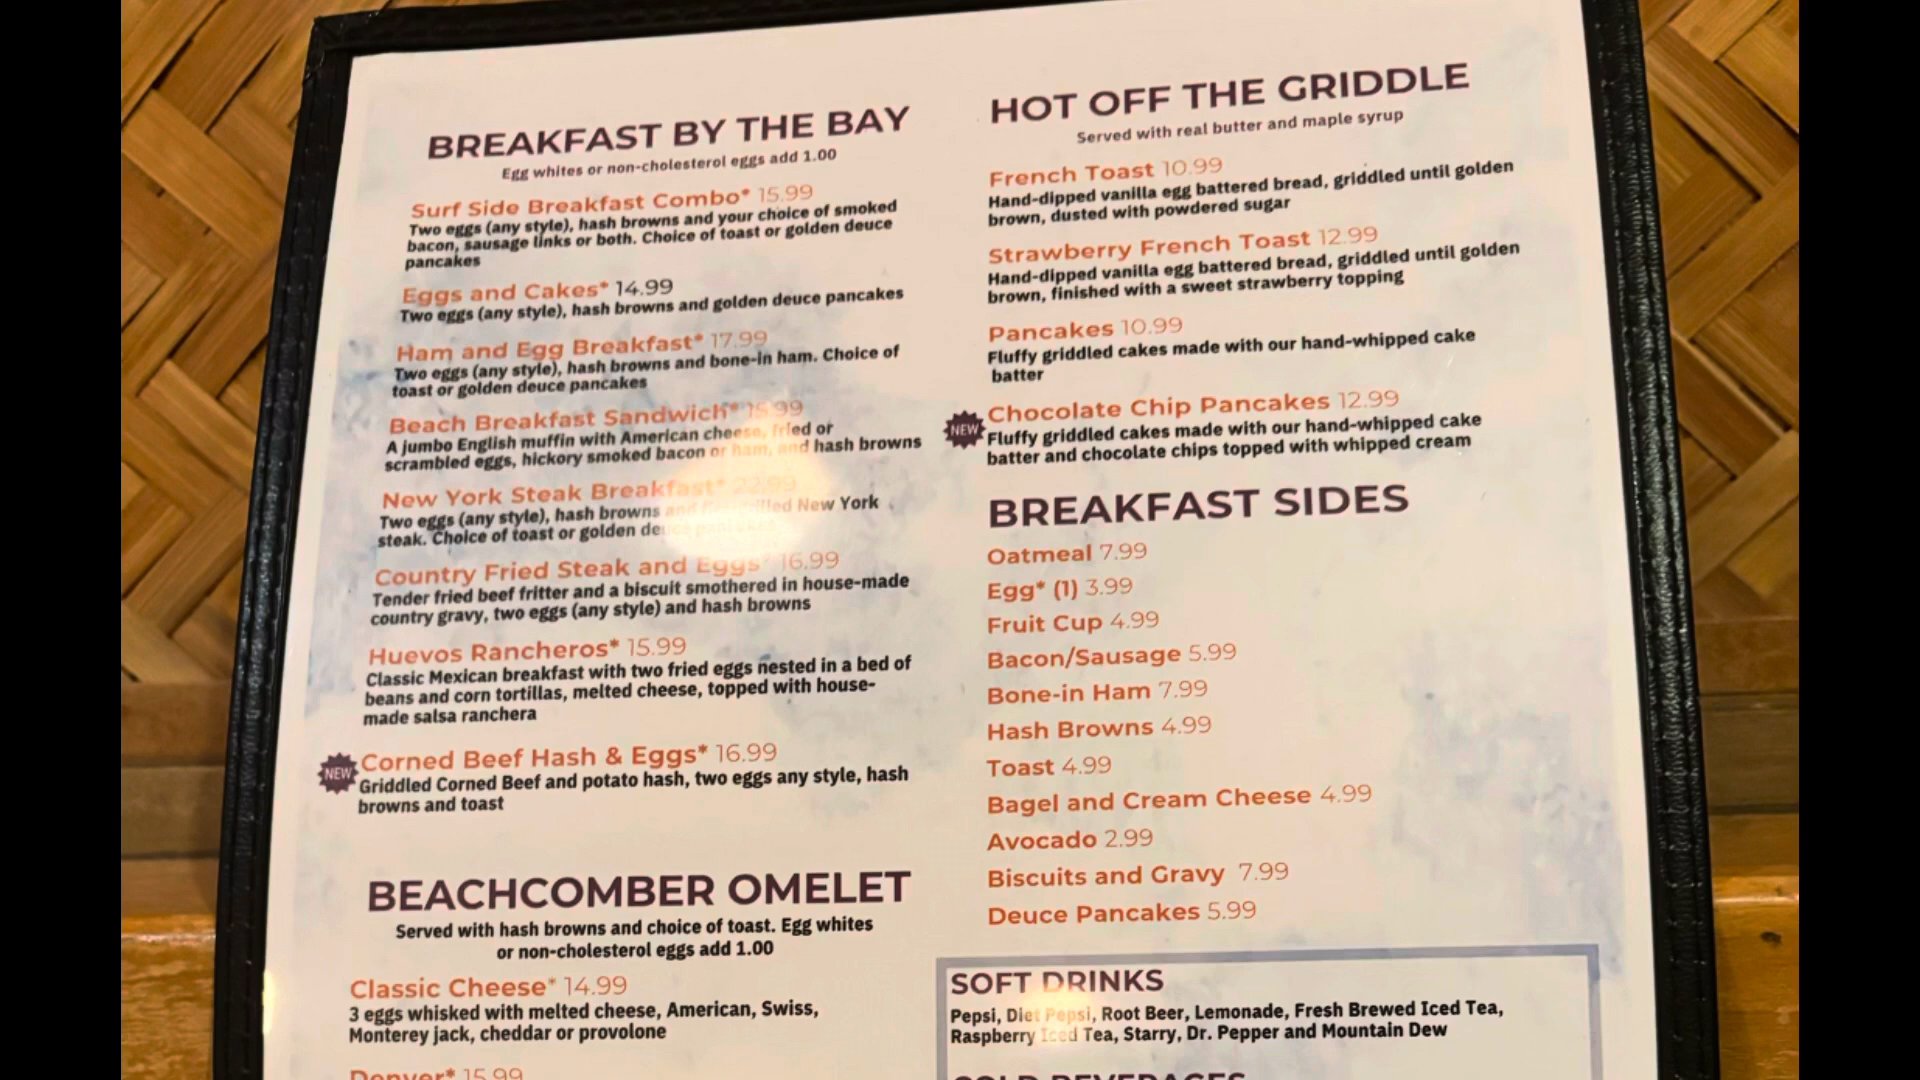 BREAKFAST BY THE BAY
Egg whites or non-cholesterol eggs add 1.00
Surf Side Breakfast Combo* 15.99
Two eggs (any style), hash browns and your choice of smoked
bacon, sausage links or both. Choice of toast or golden deuce
pancakes
Eggs and Cakes* 14.99
Two eggs (any style), hash browns and golden deuce pancakes
Ham and Egg Breakfast* 17.99
Two eggs (any style), hash browns and bone-in ham. Choice of
toast or golden deuce pancakes
Beach Breakfast Sandwich* 15.99
A jumbo English muffin with American cheese, fried or
scrambled eggs, hickory smoked bacon or ham, and hash browns
New York Steak Breakfast* 22.99
Two eggs (any style), hash browns and New York
steak. Choice of toast or golden deuce
Country Fried Steak and Eggs* 16.99
Tender fried beef fritter and a biscuit smothered in house-made
country gravy, two eggs (any style) and hash browns
Huevos Rancheros* 15.99
Classic Mexican breakfast with two fried eggs nested in a bed of
beans and corn tortillas, melted cheese, topped with house-
made salsa ranchera
NEW Corned Beef Hash & Eggs* 16.99
Griddled Corned Beef and potato hash, two eggs any style, hash
browns and toast
BEACHCOMBER OMELET
Served with hash browns and choice of toast. Egg whites
or non-cholesterol eggs add 1.00
Classic Cheese* 14.99
3 eggs whisked with melted cheese, American, Swiss,
Monterey jack, cheddar or provolone
Denver* 15.99
HOT OFF THE GRIDDLE
Served with real butter and maple syrup
French Toast 10.99
Hand-dipped vanilla egg battered bread, griddled until golden
brown, dusted with powdered sugar
Strawberry French Toast 12.99
Hand-dipped vanilla egg battered bread, griddled until golden
brown, finished with a sweet strawberry topping
Pancakes 10.99
Fluffy griddled cakes made with our hand-whipped cake
batter
NEW Chocolate Chip Pancakes 12.99
Fluffy griddled cakes made with our hand-whipped cake
batter and chocolate chips topped with whipped cream
BREAKFAST SIDES
Oatmeal 7.99
Egg* (1) 3.99
Fruit Cup 4.99
Bacon/Sausage 5.99
Bone-in Ham 7.99
Hash Browns 4.99
Toast 4.99
Bagel and Cream Cheese 4.99
Avocado 2.99
Biscuits and Gravy 7.99
Deuce Pancakes 5.99
SOFT DRINKS
Pepsi, Diet Pepsi, Root Beer, Lemonade, Fresh Brewed Iced Tea,
Raspberry Iced Tea, Starry, Dr. Pepper and Mountain Dew
COLD BEVERAGES